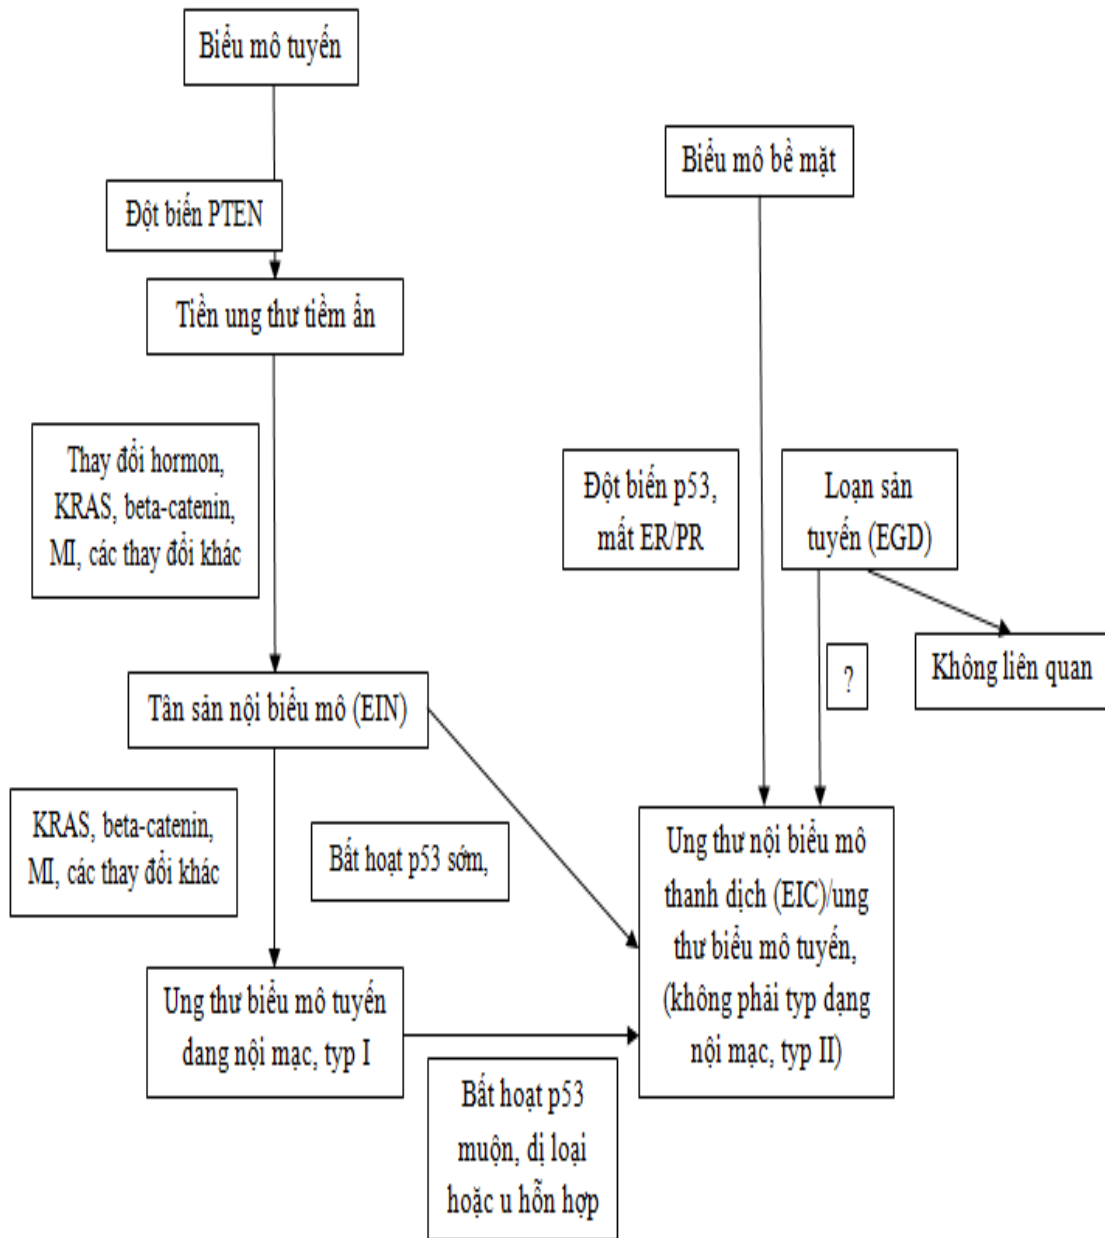 Biểu mô tuyến
Biểu mô bề mặt
Đột biến PTEN
Tiền ung thư tiềm ẩn
Thay đổi hormon,
KRAS, beta-catenin,
MI, các thay đổi khác
Đột biến p53,
mất ER/PR
Loạn sản
tuyến (EGD)
?
Không liên quan
Tân sản nội biểu mô (EIN)
KRAS, beta-catenin,
MI, các thay đổi khác
Bất hoạt p53 sớm,
Ung thư nội biểu mô
thanh dịch (EIC)/ung
thư biểu mô tuyến,
(không phải typ dạng
nội mạc, typ II)
Ung thư biểu mô tuyến
dang nội mạc, typ I
Bất hoạt p53
muộn, dị loại
hoặc u hỗn hợp